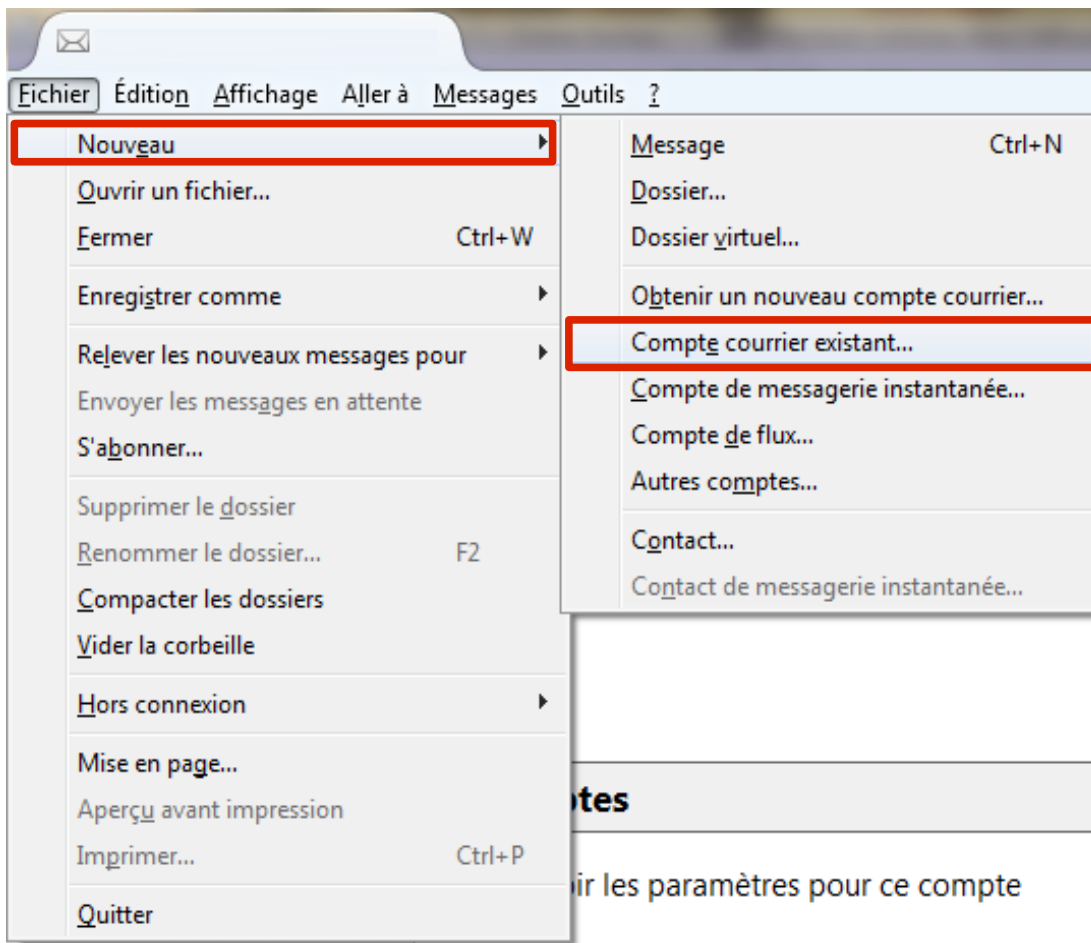 Fichier Édition Affichage Aller à Messages Outils ?
Nouveau
Ouvrir un fichier...
Fermer Ctrl+W
Enregistrer comme
Relever les nouveaux messages pour
Envoyer les messages en attente
S'abonner...
Supprimer le dossier
Renommer le dossier... F2
Compacter les dossiers
Vider la corbeille
Hors connexion
Mise en page...
Aperçu avant impression
Imprimer... Ctrl+P
Quitter
Message Ctrl+N
Dossier...
Dossier virtuel...
Obtenir un nouveau compte courrier...
Compte courrier existant...
Compte de messagerie instantanée...
Compte de flux...
Autres comptes...
Contact...
Contact de messagerie instantanée...
tes
ir les paramètres pour ce compte